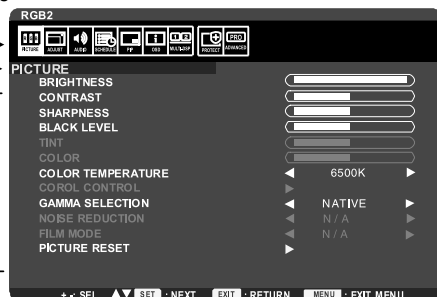 RGB2
PICTURE ADJUST AUDIO SCHEDULE PIP OSD MULTI-DSP PROTECT PRO ADVANCED
PICTURE
BRIGHTNESS
CONTRAST
SHARPNESS
BLACK LEVEL
TINT
COLOR
COLOR TEMPERATURE 6500K
COROL CONTROL
GAMMA SELECTION NATIVE
NOISE REDUCTION N / A
FILM MODE N / A
PICTURE RESET
+ -: SEL ▲▼ SET : NEXT EXIT : RETURN MENU : EXIT MENU